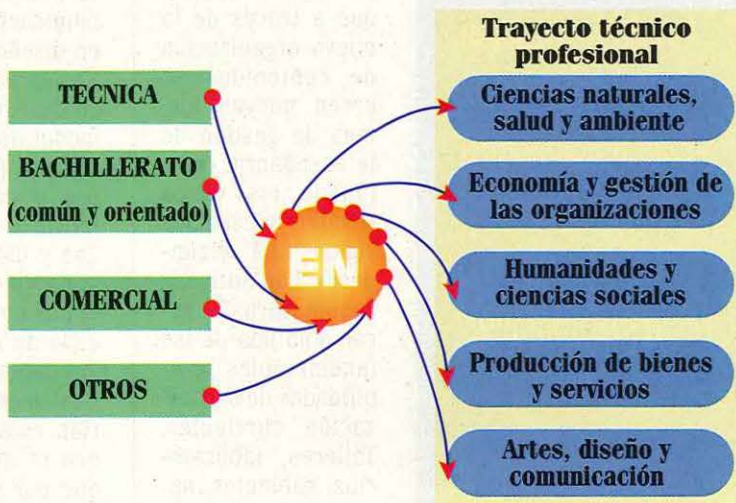 TECNICA
BACHILLERATO
(común y orientado)
COMERCIAL
OTROS
EN
Trayecto técnico
profesional
Ciencias naturales,
salud y ambiente
Economía y gestión de
las organizaciones
Humanidades y
ciencias sociales
Producción de bienes
y servicios
Artes, diseño y
comunicación